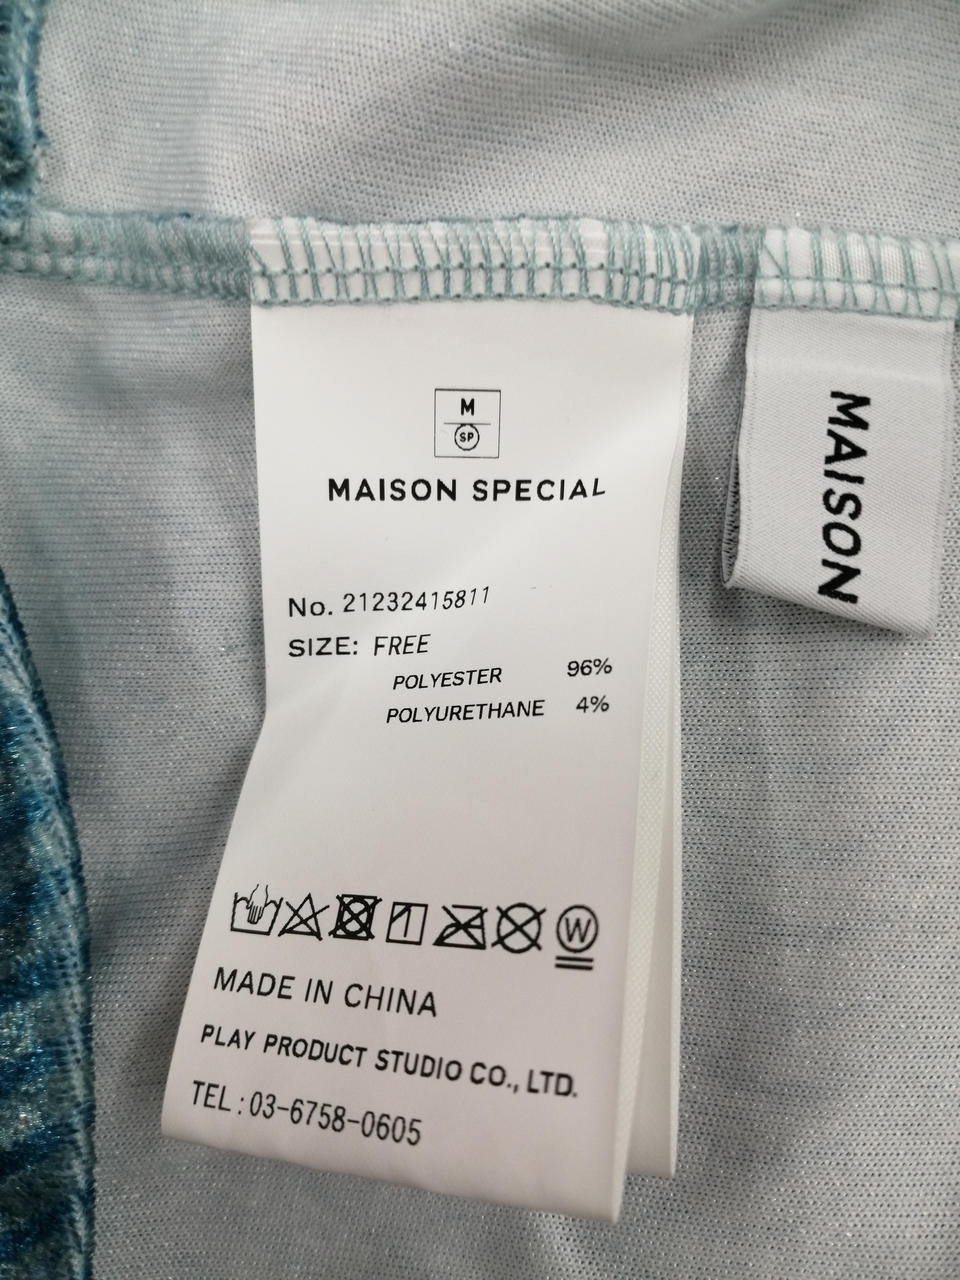 M
SP
MAISON SPECIAL
No. 21232415811
SIZE: FREE
POLYESTER 96%
POLYURETHANE 4%
W
MADE IN CHINA
PLAY PRODUCT STUDIO CO., LTD.
TEL : 03-6758-0605
MAISON